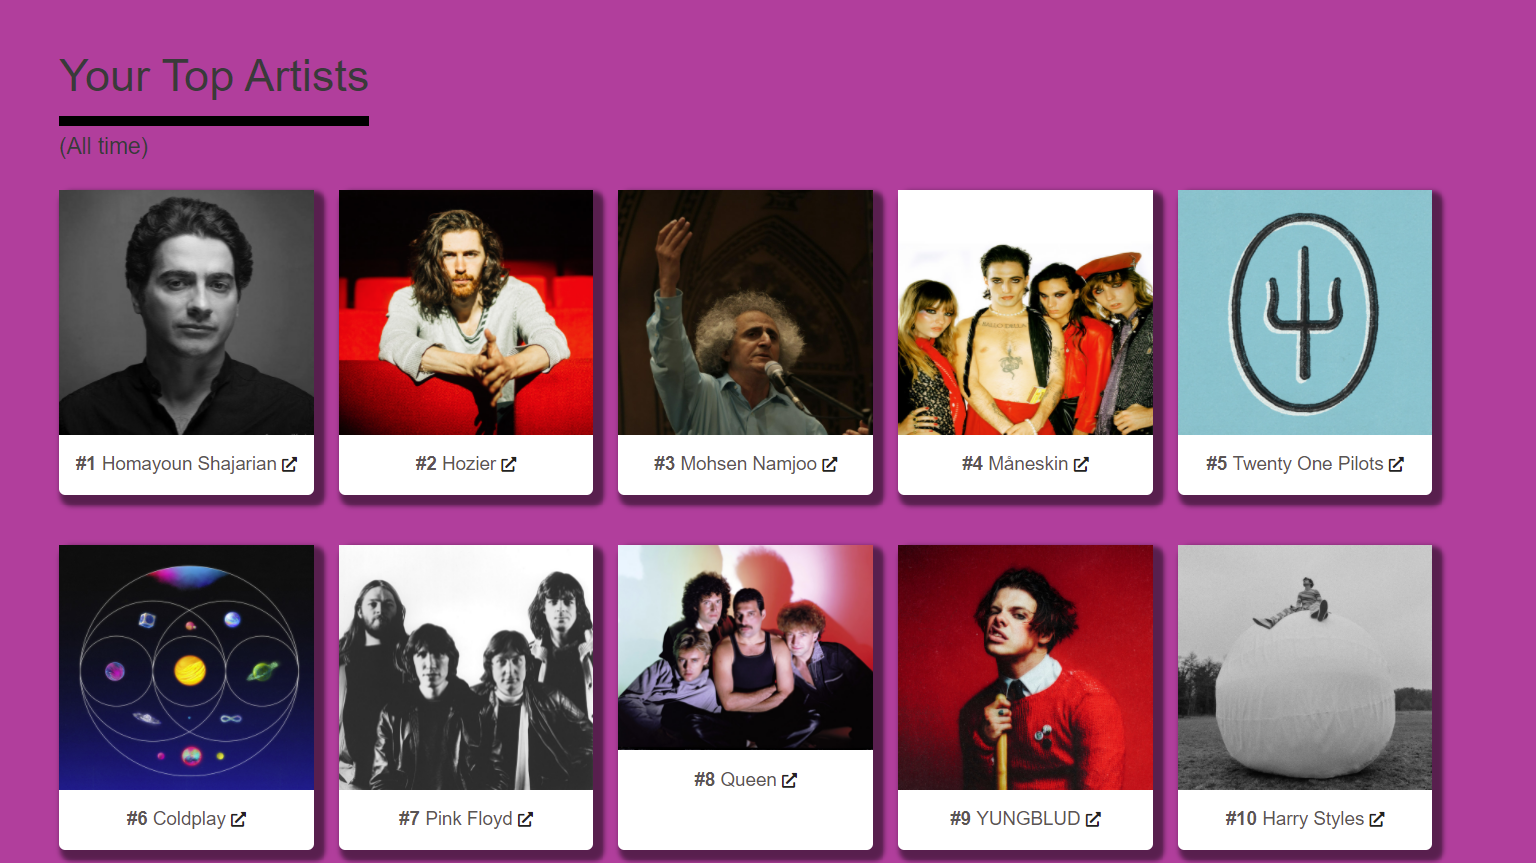 Your Top Artists
(All time)
#1 Homayoun Shajarian
#2 Hozier
#3 Mohsen Namjoo
#4 Måneskin
#5 Twenty One Pilots
#6 Coldplay
#7 Pink Floyd
#8 Queen
#9 YUNGBLUD
#10 Harry Styles